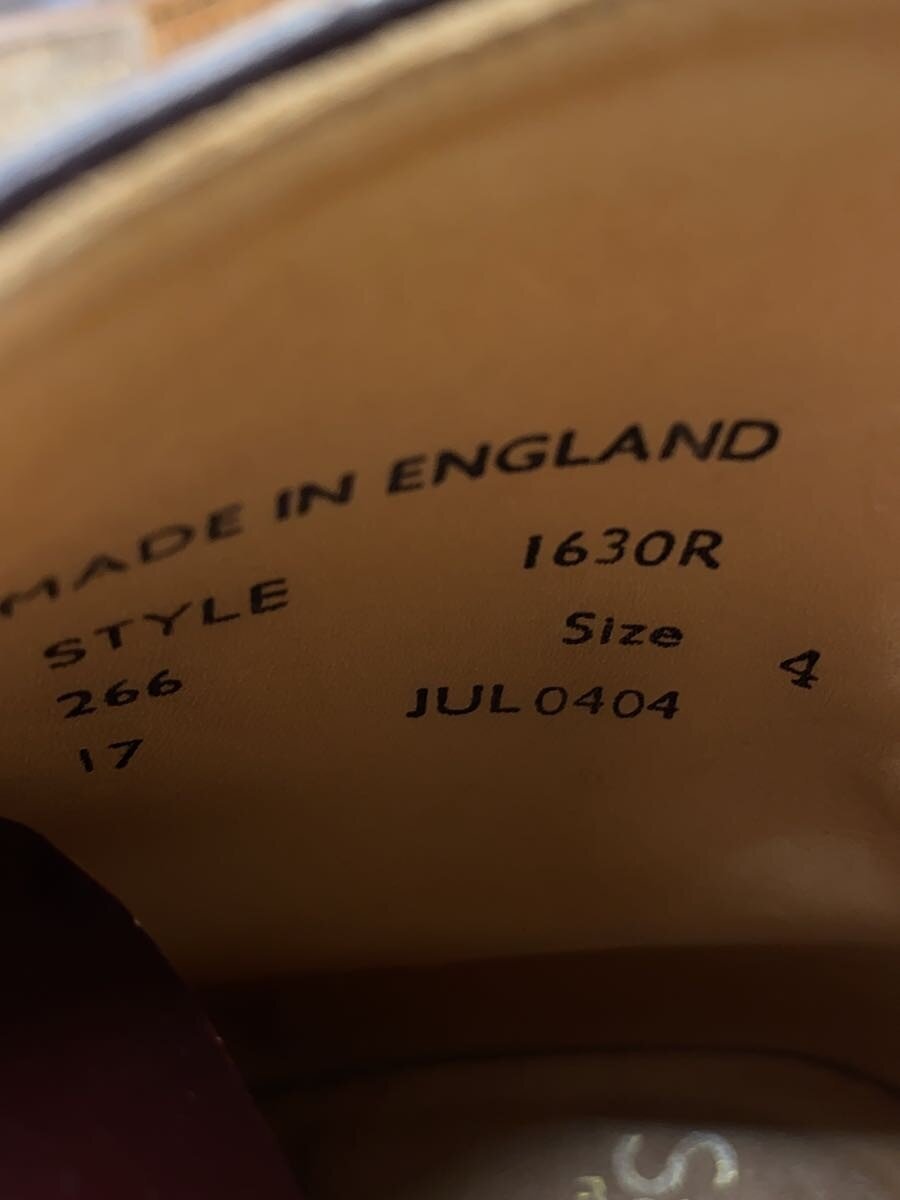 MADE IN ENGLAND
STYLE 1630R
266 Size 4
17 JUL0404
S